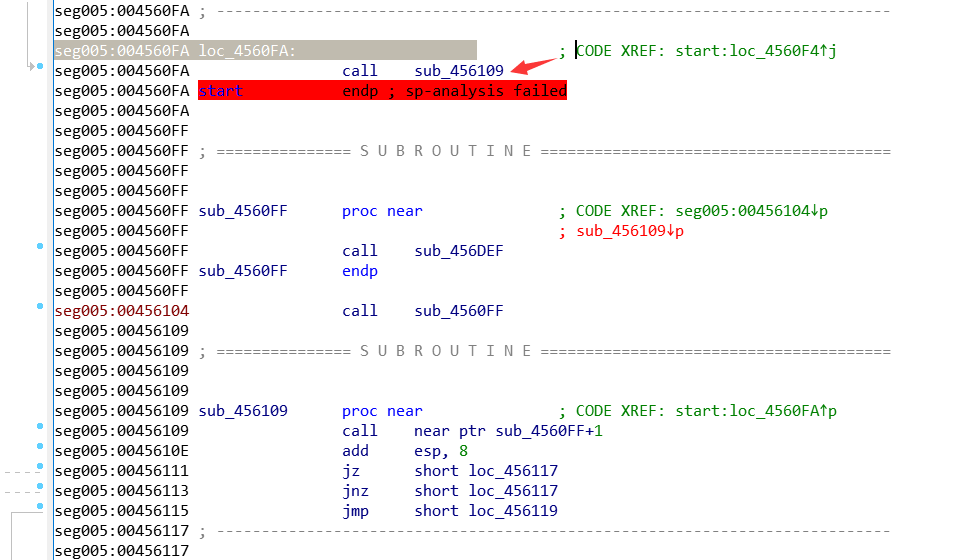 seg005:004560FA ; ---------------------------------------------------------------------------
seg005:004560FA
seg005:004560FA loc_4560FA: ; CODE XREF: start:loc_4560F4↑j
seg005:004560FA call sub_456109
seg005:004560FA start endp ; sp-analysis failed
seg005:004560FA
seg005:004560FF
seg005:004560FF ; =============== S U B R O U T I N E =======================================
seg005:004560FF
seg005:004560FF
seg005:004560FF sub_4560FF proc near ; CODE XREF: seg005:00456104↓p
seg005:004560FF ; sub_456109↓p
seg005:004560FF call sub_456DEF
seg005:004560FF sub_4560FF endp
seg005:004560FF
seg005:00456104 call sub_4560FF
seg005:00456109
seg005:00456109 ; =============== S U B R O U T I N E =======================================
seg005:00456109
seg005:00456109
seg005:00456109 sub_456109 proc near ; CODE XREF: start:loc_4560FA↑p
seg005:00456109 call near ptr sub_4560FF+1
seg005:0045610E add esp, 8
seg005:00456111 jz short loc_456117
seg005:00456113 jnz short loc_456117
seg005:00456115 jmp short loc_456119
seg005:00456117 ; ---------------------------------------------------------------------------
seg005:00456117